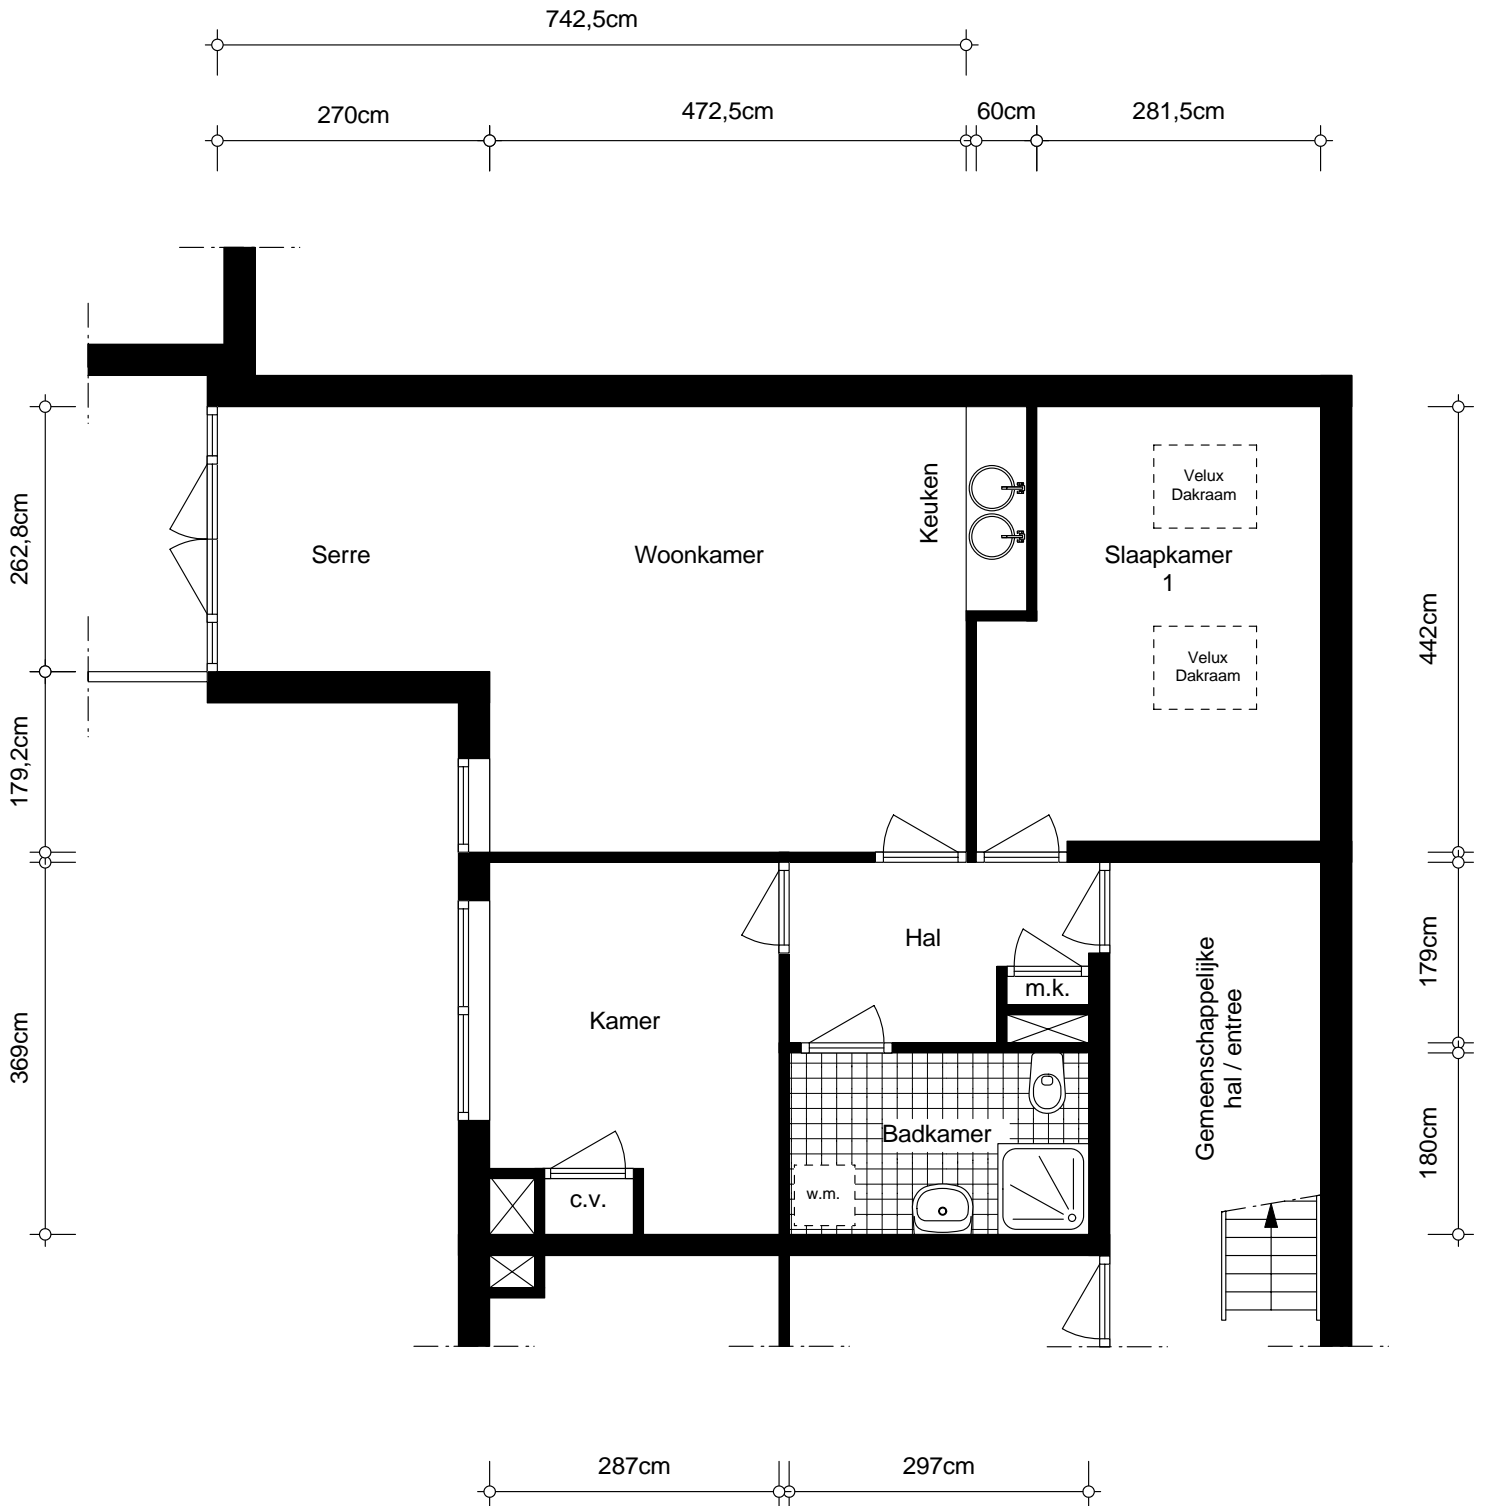 742,5cm
270cm
472,5cm
60cm
281,5cm
262,8cm
179,2cm
369cm
442cm
179cm
180cm
Serre
Woonkamer
Keuken
Velux
Dakraam
Slaapkamer
1
Velux
Dakraam
Hal
m.k.
Kamer
Gemeenschappelijke
hal / entree
Badkamer
w.m.
c.v.
287cm
297cm